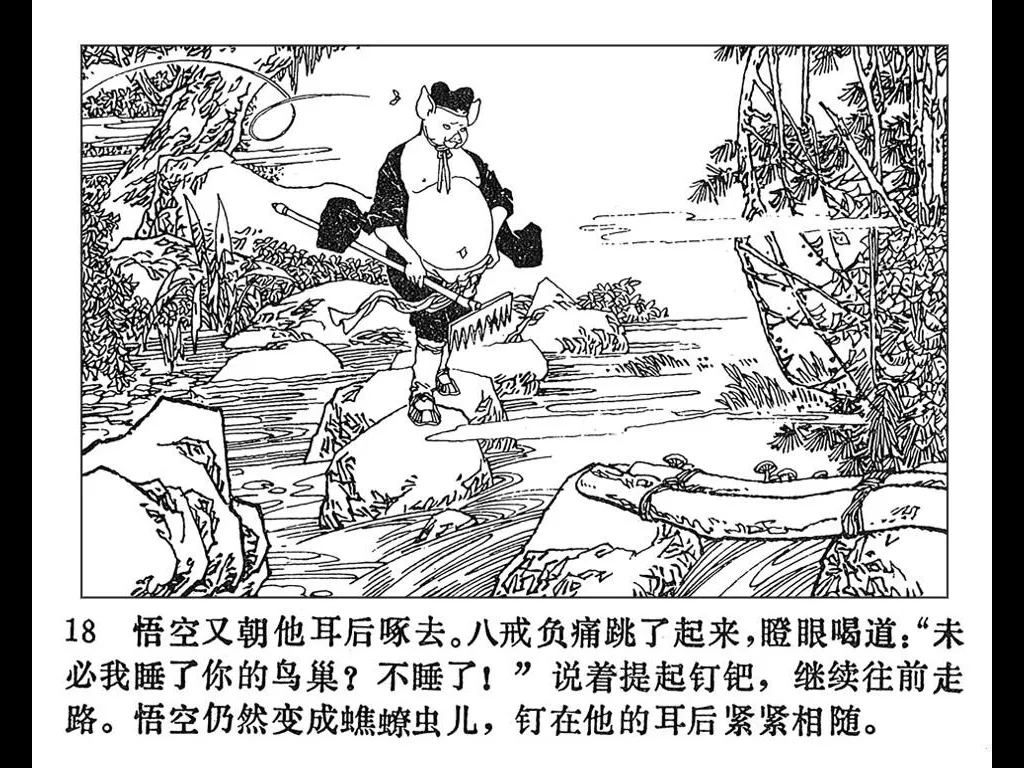 18 悟空又朝他耳后啄去。八戒负痛跳了起来，瞪眼喝道：“未
必我睡了你的鸟巢？不睡了！”说着提起钉钯，继续往前走
路。悟空仍然变成蟭蟟虫儿，钉在他的耳后紧紧相随。